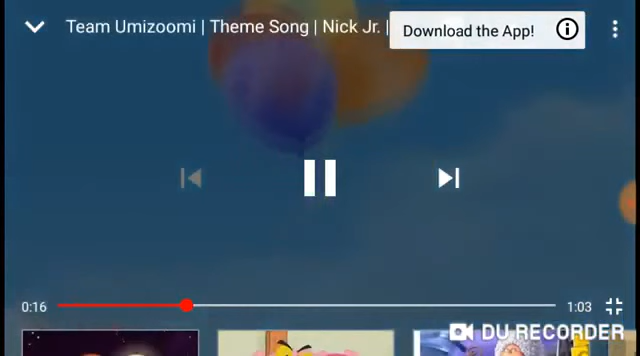 Team Umizoomi | Theme Song | Nick Jr. |
Download the App!
0:16
1:03
DU RECORDER